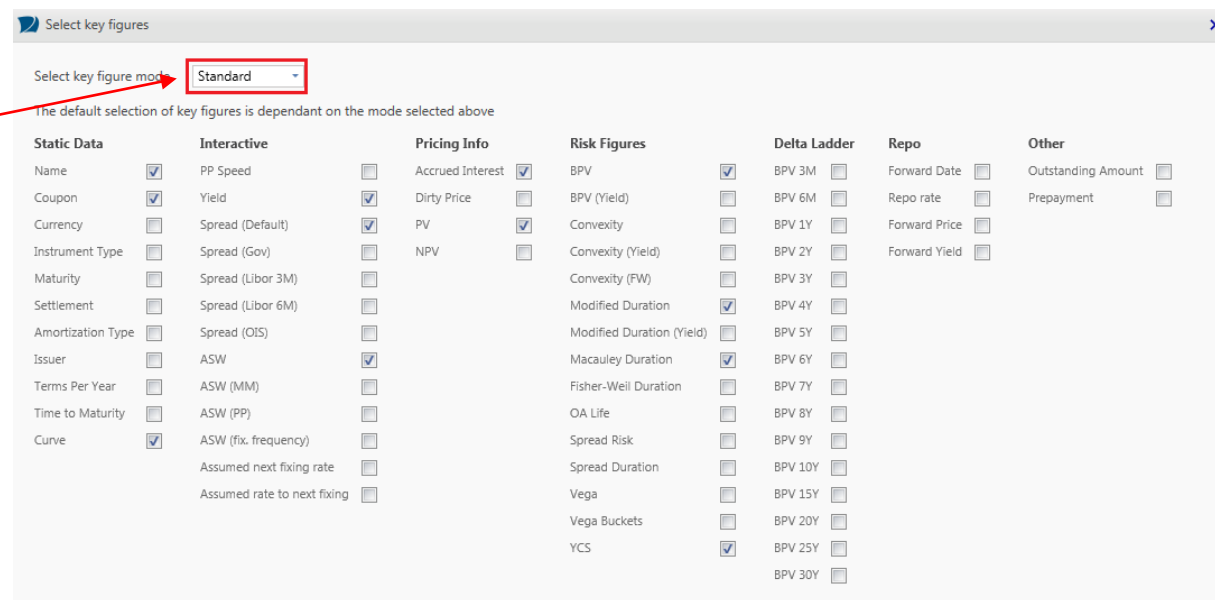 Select key figures
Select key figure mode Standard
The default selection of key figures is dependant on the mode selected above
Static Data Interactive Pricing Info Risk Figures Delta Ladder Repo Other
Name PP Speed Accrued Interest BPV BPV 3M Forward Date Outstanding Amount
Coupon Yield Dirty Price BPV (Yield) BPV 6M Repo rate Prepayment
Currency Spread (Default) PV Convexity BPV 1Y Forward Price
Instrument Type Spread (Gov) NPV Convexity (Yield) BPV 2Y Forward Yield
Maturity Spread (Libor 3M) Convexity (FW) BPV 3Y
Settlement Spread (Libor 6M) Modified Duration BPV 4Y
Amortization Type Spread (OIS) Modified Duration (Yield) BPV 5Y
Issuer ASW Macauley Duration BPV 6Y
Terms Per Year ASW (MM) Fisher-Weil Duration BPV 7Y
Time to Maturity ASW (PP) OA Life BPV 8Y
Curve ASW (fix. frequency) Spread Risk BPV 9Y
Assumed next fixing rate Spread Duration BPV 10Y
Assumed rate to next fixing Vega BPV 15Y
Vega Buckets BPV 20Y
YCS BPV 25Y
BPV 30Y